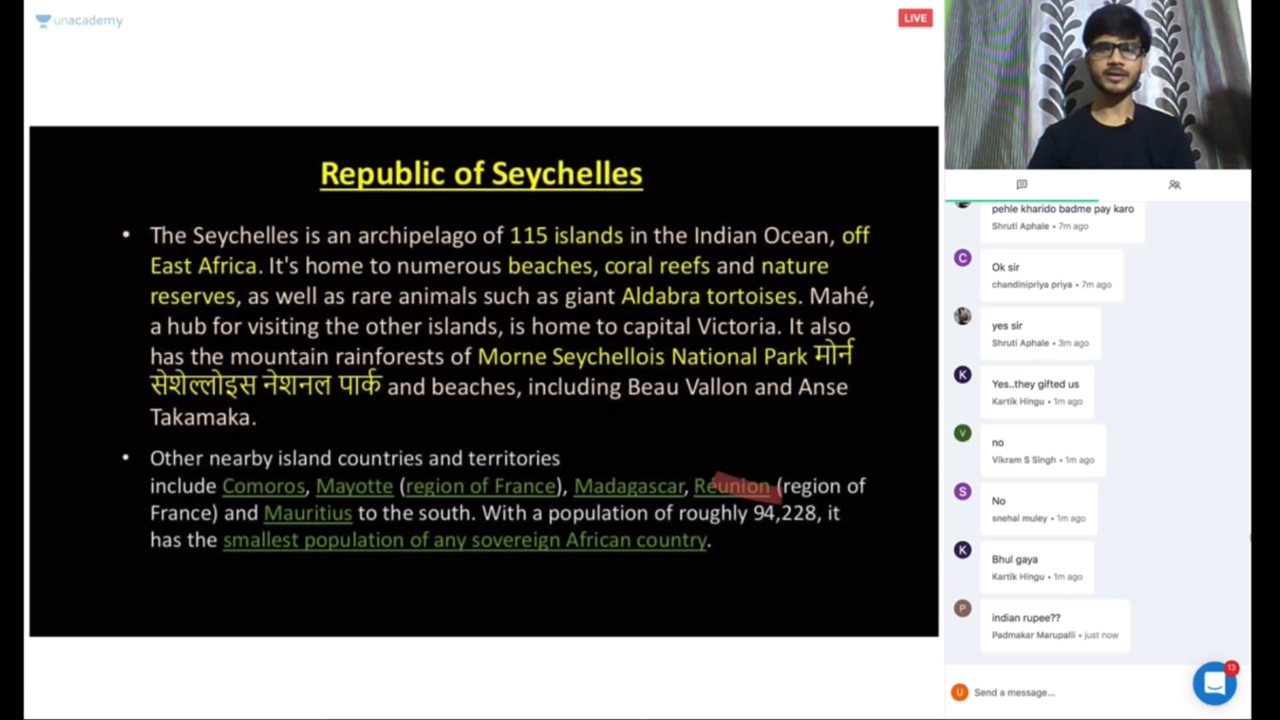 unacademy
LIVE
Republic of Seychelles
• The Seychelles is an archipelago of 115 islands in the Indian Ocean, off
East Africa. It's home to numerous beaches, coral reefs and nature
reserves, as well as rare animals such as giant Aldabra tortoises. Mahé,
a hub for visiting the other islands, is home to capital Victoria. It also
has the mountain rainforests of Morne Seychellois National Park मोर्न
सेशेल्लोइस नेशनल पार्क and beaches, including Beau Vallon and Anse
Takamaka.
• Other nearby island countries and territories
include Comoros, Mayotte (region of France), Madagascar, Réunion (region of
France) and Mauritius to the south. With a population of roughly 94,228, it
has the smallest population of any sovereign African country.
pehle kharido badme pay karo
Shruti Aphale • 7m ago
C
Ok sir
chandinipriya priya • 7m ago
yes sir
Shruti Aphale • 3m ago
K
Yes..they gifted us
Kartik Hingu • 1m ago
V
no
Vikram S Singh • 1m ago
S
No
snehal muley • 1m ago
K
Bhul gaya
Kartik Hingu • 1m ago
P
indian rupee??
Padmakar Marupalli • just now
U
Send a message...
13